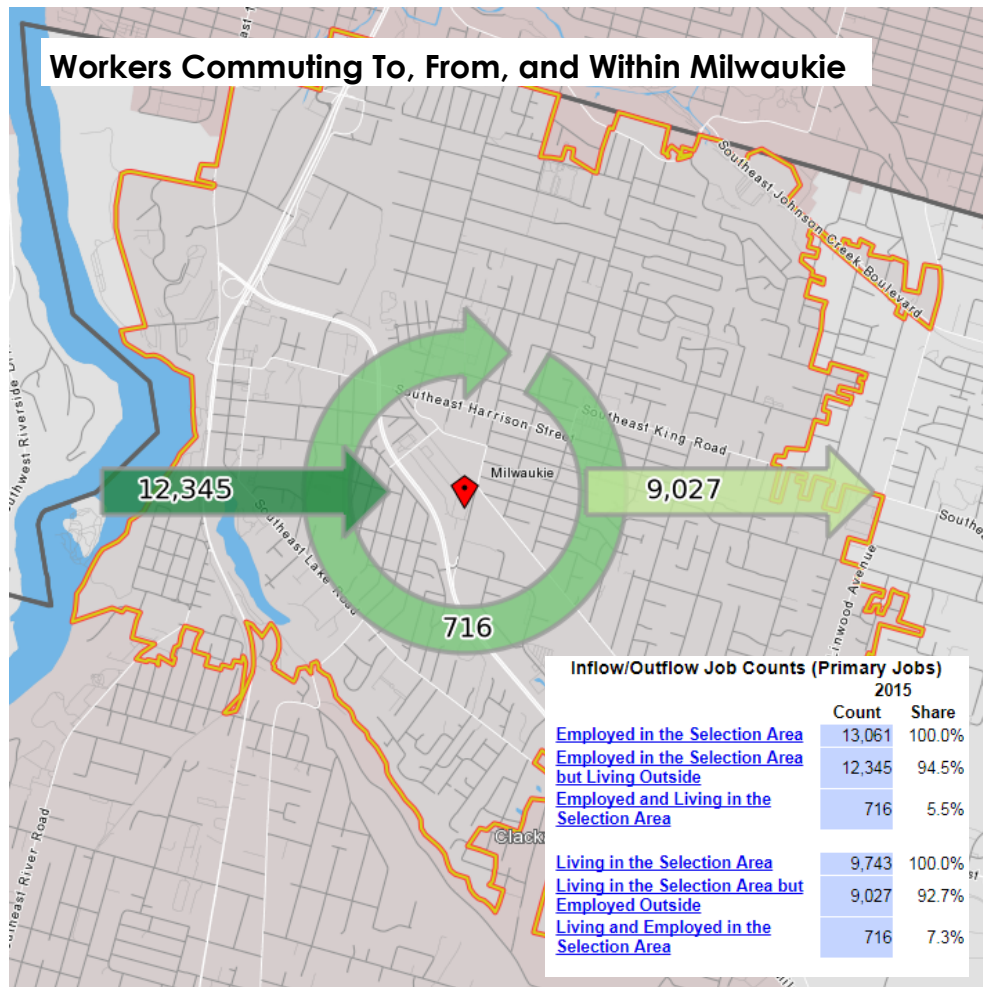 Workers Commuting To, From, and Within Milwaukie
Southeast Johnson Creek Boulevard
Southeast Harrison Street
Southeast King Road
Milwaukie
12,345
9,027
716
Southeast Lake Road
Linwood Avenue
Southeast River Road
Inflow/Outflow Job Counts (Primary Jobs)
2015
Count Share
Employed in the Selection Area 13,061 100.0%
Employed in the Selection Area
but Living Outside 12,345 94.5%
Employed and Living in the
Selection Area 716 5.5%
Living in the Selection Area 9,743 100.0%
Living in the Selection Area but
Employed Outside 9,027 92.7%
Living and Employed in the
Selection Area 716 7.3%